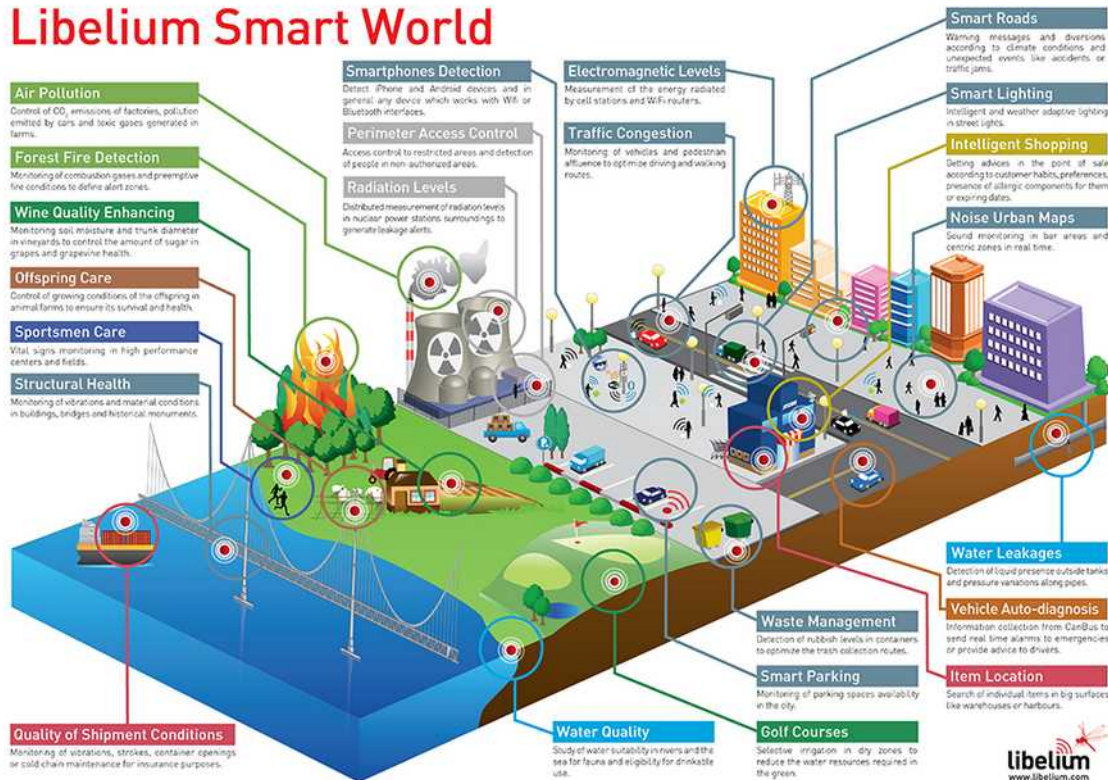 Libelium Smart World
Air Pollution
Control of CO₂ emissions of factories, pollution
emitted by cars and toxic gases generated in
farms.
Forest Fire Detection
Monitoring of combustion gases and preemptive
fire conditions to define alert zones.
Wine Quality Enhancing
Monitoring soil moisture and trunk diameter
in vineyards to control the amount of sugar in
grapes and grapevine health.
Offspring Care
Control of growing conditions of the offspring in
animal farms to ensure its survival and health.
Sportsmen Care
Vital signs monitoring in high performance
centers and fields.
Structural Health
Monitoring of vibrations and material conditions
in buildings, bridges and historical monuments.
Quality of Shipment Conditions
Monitoring of vibrations, strokes, container openings
or cold chain maintenance for insurance purposes.
Smartphones Detection
Detect iPhone and Android devices and in
general any device which works with Wifi or
Bluetooth interfaces.
Perimeter Access Control
Access control to restricted areas and detection
of people in non-authorized areas.
Radiation Levels
Distributed measurement of radiation levels
in nuclear power stations surroundings to
generate leakage alerts.
Electromagnetic Levels
Measurement of the energy radiated
by cell stations and WiFi routers.
Traffic Congestion
Monitoring of vehicles and pedestrian
affluence to optimize driving and walking
routes.
Smart Roads
Warning messages and diversions
according to climate conditions and
unexpected events like accidents or
traffic jams.
Smart Lighting
Intelligent and weather adaptive lighting
in street lights.
Intelligent Shopping
Getting advices in the point of sale
according to customer habits, preferences,
presence of allergic components for them
or expiring dates.
Noise Urban Maps
Sound monitoring in bar areas and
centric zones in real time.
Water Leakages
Detection of liquid presence outside tanks
and pressure variations along pipes.
Vehicle Auto-diagnosis
Information collection from CanBus to
send real time alarms to emergencies
or provide advice to drivers.
Item Location
Search of individual items in big surfaces
like warehouses or harbours.
Waste Management
Detection of rubbish levels in containers
to optimize the trash collection routes.
Smart Parking
Monitoring of parking spaces availability
in the city.
Golf Courses
Selective irrigation in dry zones to
reduce the water resources required in
the green.
Water Quality
Study of water suitability in rivers and the
sea for fauna and eligibility for drinkable
use.
libelium
www.libelium.com